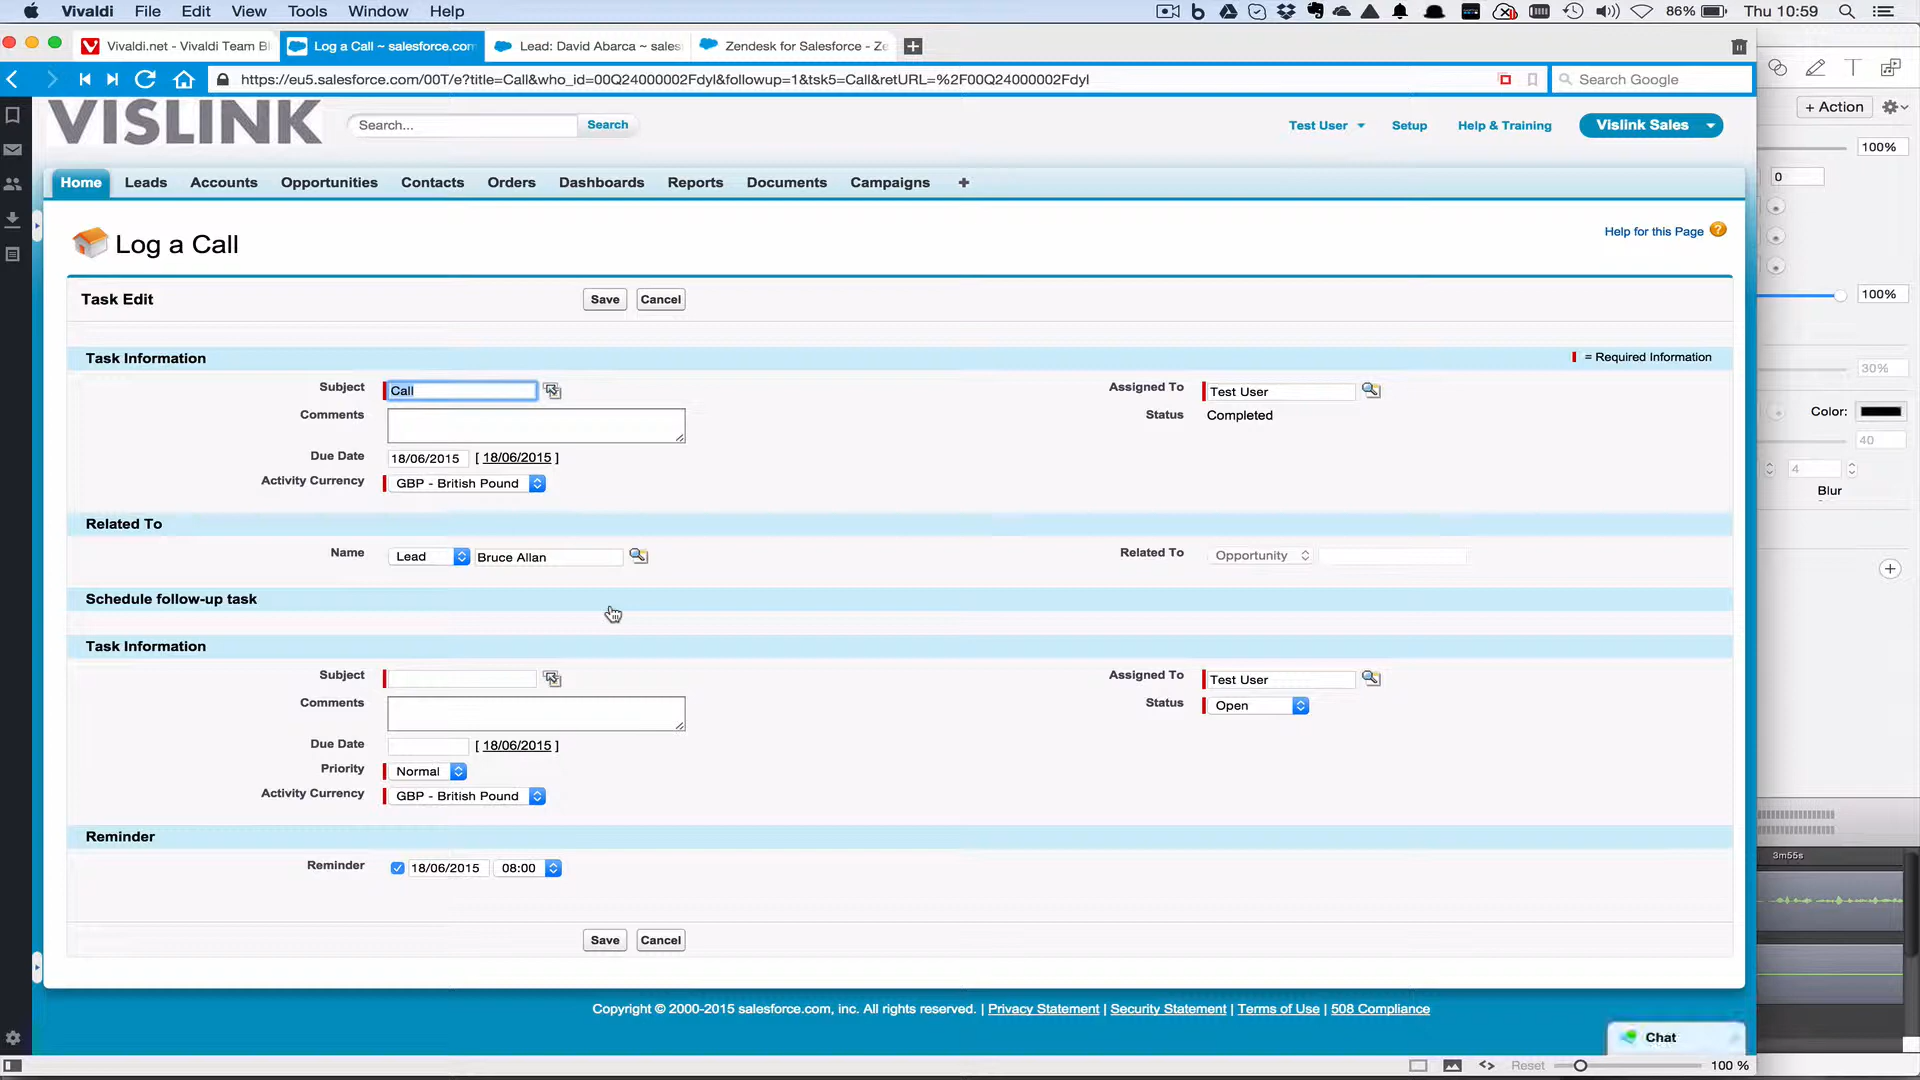 Vivaldi File Edit View Tools Window Help 86% Thu 10:59
Vivaldi.net - Vivaldi Team Bl Log a Call ~ salesforce.com Lead: David Abarca ~ sales Zendesk for Salesforce - Ze
https://eu5.salesforce.com/00T/e?title=Call&who_id=00Q24000002Fdyl&followup=1&tsk5=Call&retURL=%2F00Q24000002Fdyl Search Google
+ Action
VISLINK Search... Search Test User Setup Help & Training Vislink Sales
100%
0
Home Leads Accounts Opportunities Contacts Orders Dashboards Reports Documents Campaigns +
Log a Call Help for this Page ?
Task Edit Save Cancel
100%
Task Information = Required Information
30%
Subject Call Assigned To Test User
Comments Status Completed
Color:
40
Due Date 18/06/2015 [ 18/06/2015 ]
4
Activity Currency GBP - British Pound
Blur
Related To
Name Lead Bruce Allan Related To Opportunity
Schedule follow-up task
Task Information
Subject Assigned To Test User
Comments Status Open
Due Date [ 18/06/2015 ]
Priority Normal
Activity Currency GBP - British Pound
Reminder
3m55s
Reminder 18/06/2015 08:00
Save Cancel
Copyright © 2000-2015 salesforce.com, inc. All rights reserved. | Privacy Statement | Security Statement | Terms of Use | 508 Compliance
Chat
Reset 100 %